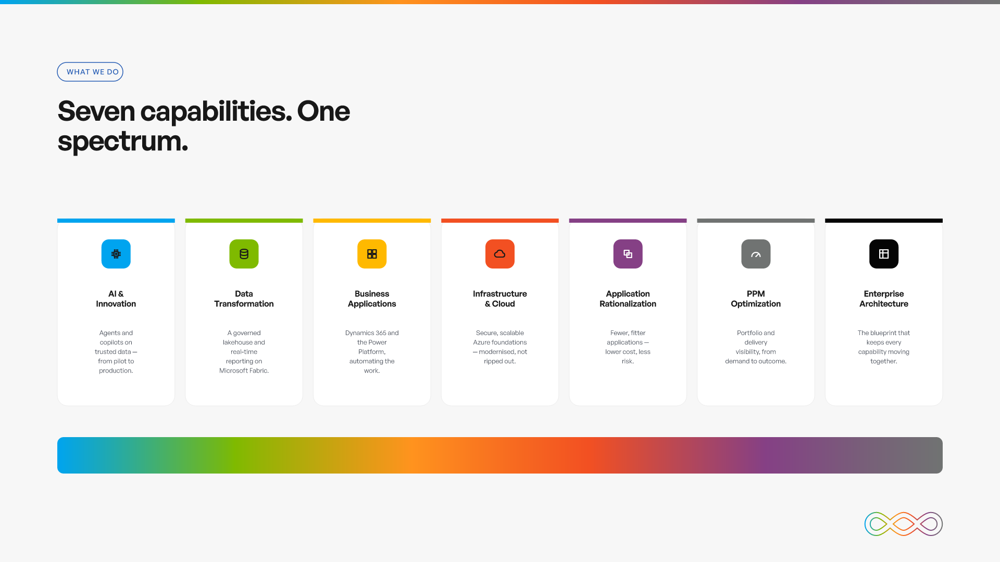 WHAT WE DO
Seven capabilities. One
spectrum.
AI &
Innovation
Agents and
copilots on
trusted data —
from pilot to
production.
Data
Transformation
A governed
lakehouse and
real-time
reporting on
Microsoft Fabric.
Business
Applications
Dynamics 365 and
the Power
Platform,
automating the
work.
Infrastructure
& Cloud
Secure, scalable
Azure foundations
— modernised, not
ripped out.
Application
Rationalization
Fewer, fitter
applications —
lower cost, less
risk.
PPM
Optimization
Portfolio and
delivery
visibility, from
demand to outcome.
Enterprise
Architecture
The blueprint that
keeps every
capability moving
together.